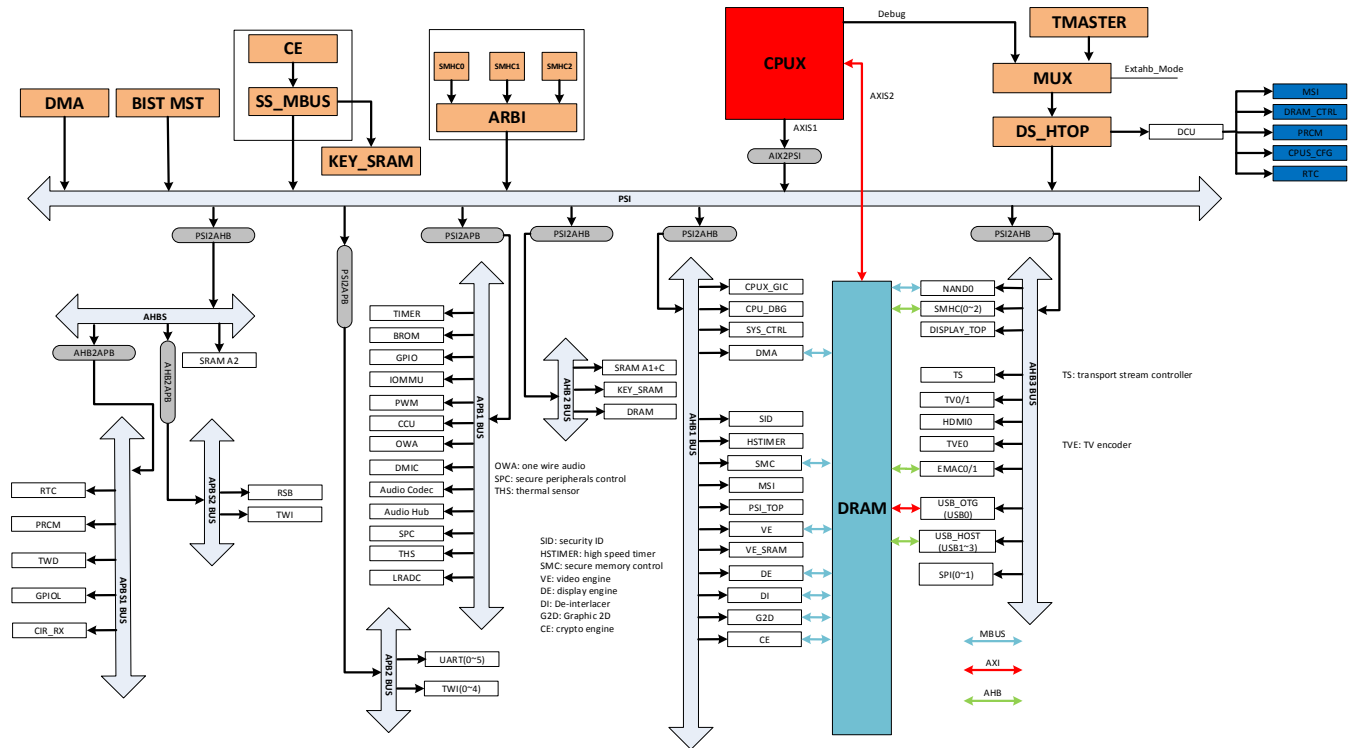 Debug
TMASTER
CE
SMHC0
SMHC1
SMHC2
CPUX
MUX
Extahb_Mode
DMA
BIST MST
SS_MBUS
ARBI
AXIS2
MSI
DRAM_CTRL
DS_HTOP
DCU
PRCM
AXIS1
CPUS_CFG
KEY_SRAM
AIX2PSI
RTC
PSI
PSI2AHB
PSI2APB
PSI2APB
PSI2AHB
PSI2AHB
PSI2AHB
AHBS
AHB2APB
AHB2APB
SRAM A2
APBS1 BUS
RTC
PRCM
TWD
GPIOL
CIR_RX
APBS2 BUS
RSB
TWI
TIMER
BROM
GPIO
IOMMU
PWM
CCU
OWA
DMIC
Audio Codec
Audio Hub
SPC
THS
LRADC
APB1 BUS
OWA: one wire audio
SPC: secure peripherals control
THS: thermal sensor
APB2 BUS
UART(0~5)
TWI(0~4)
AHB2 BUS
SRAM A1+C
KEY_SRAM
DRAM
SID: security ID
HSTIMER: high speed timer
SMC: secure memory control
VE: video engine
DE: display engine
DI: De-interlacer
G2D: Graphic 2D
CE: crypto engine
AHB1 BUS
CPUX_GIC
CPU_DBG
SYS_CTRL
DMA
SID
HSTIMER
SMC
MSI
PSI_TOP
VE
VE_SRAM
DE
DI
G2D
CE
DRAM
NAND0
SMHC(0~2)
DISPLAY_TOP
TS
TV0/1
HDMI0
TVE0
EMAC0/1
USB_OTG
(USB0)
USB_HOST
(USB1~3)
SPI(0~1)
AHB3 BUS
TS: transport stream controller
TVE: TV encoder
MBUS
AXI
AHB